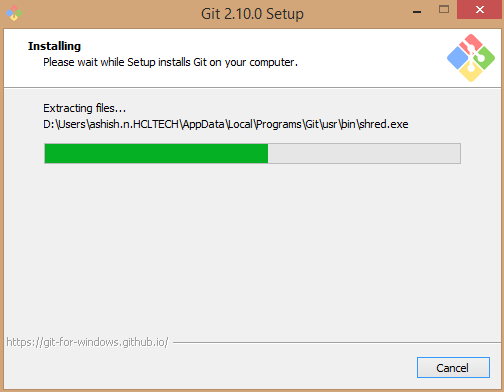 Git 2.10.0 Setup
Installing
Please wait while Setup installs Git on your computer.
Extracting files...
D:\Users\ashish.n.HCLTECH\AppData\Local\Programs\Git\usr\bin\shred.exe
https://git-for-windows.github.io/
Cancel